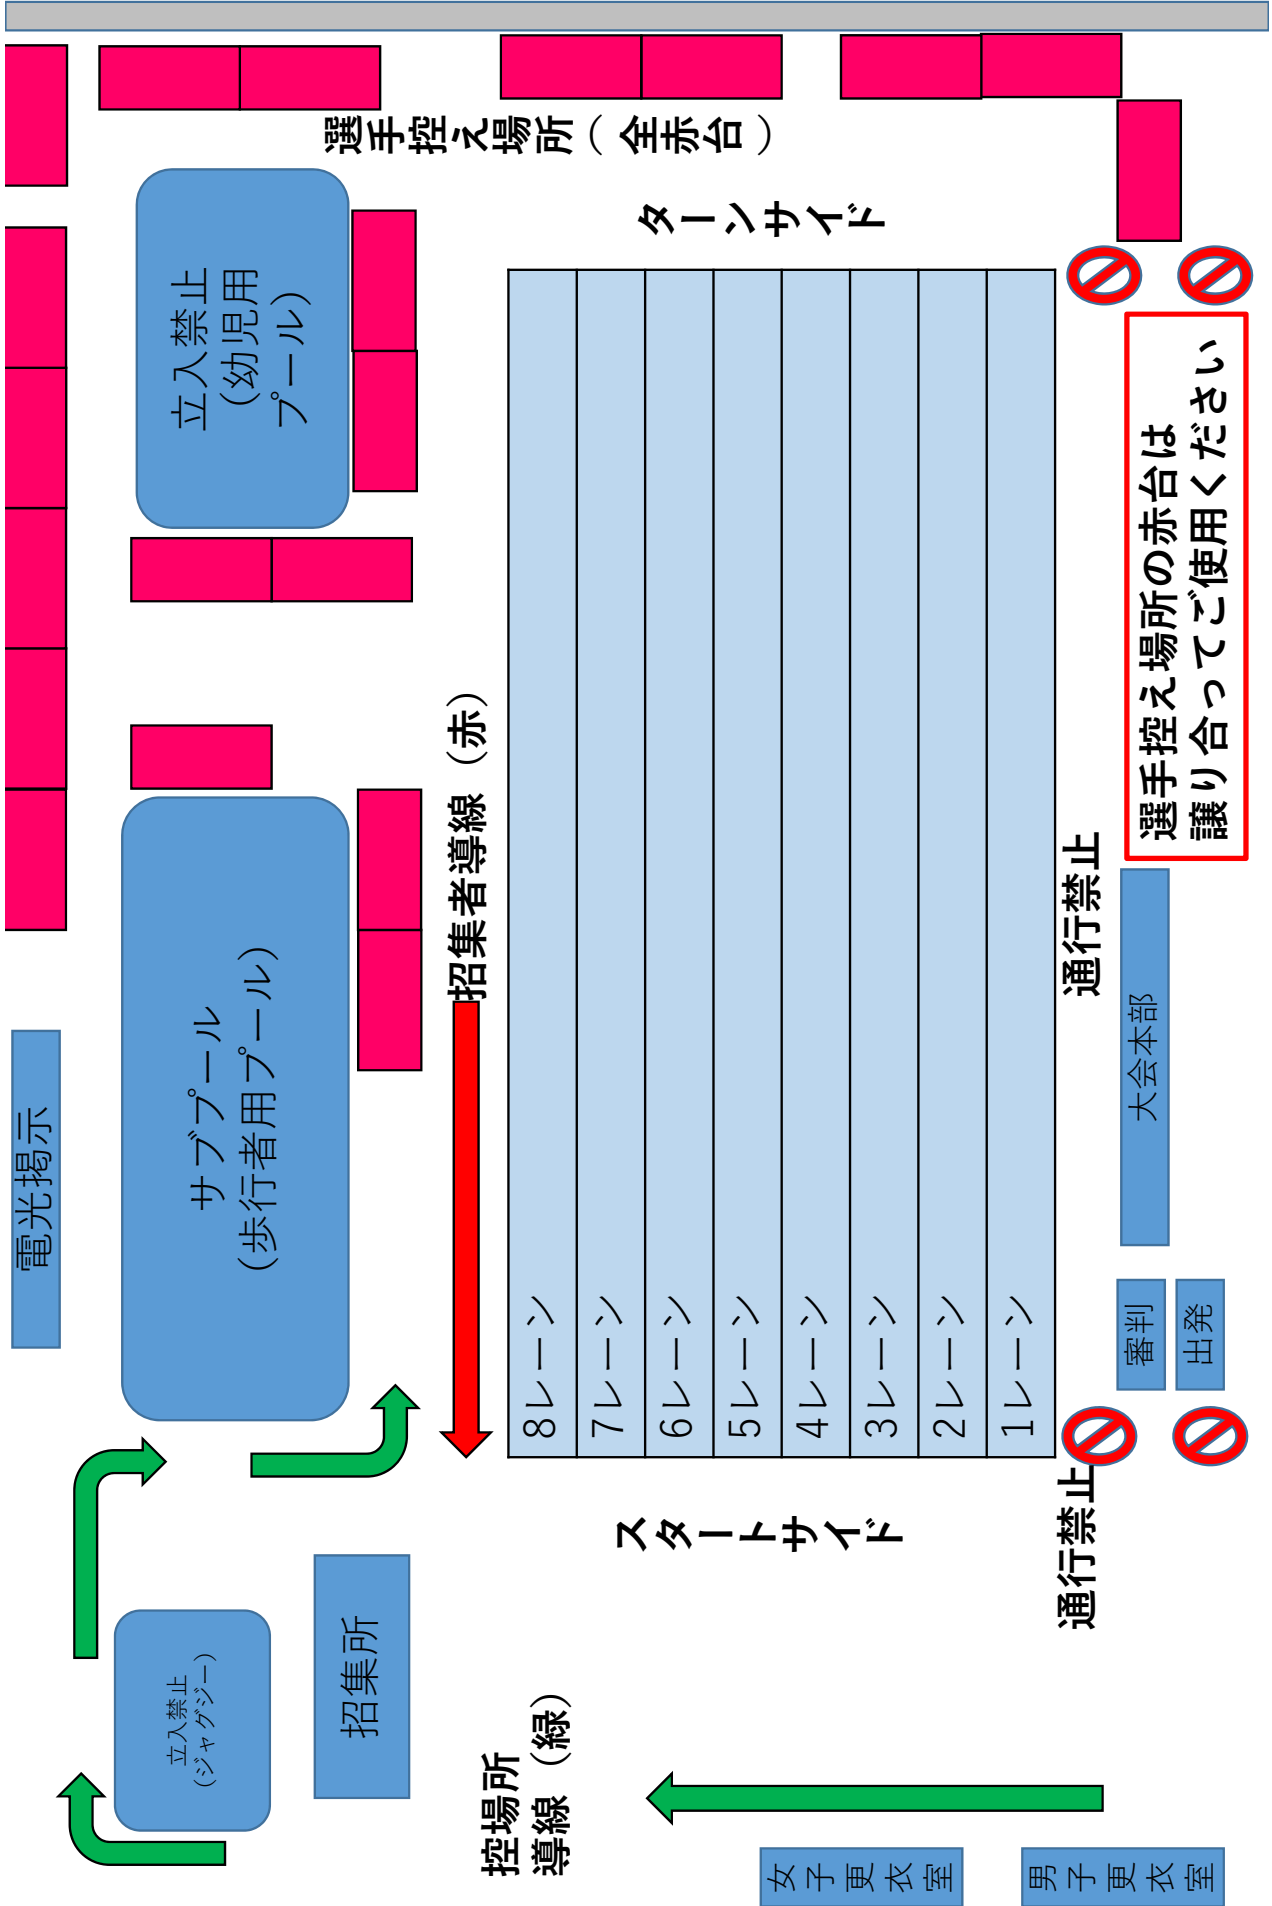 電光掲示
選手控え場所（全赤台）
立入禁止
(幼児用
プール)
サブプール
(歩行者用プール)
立入禁止
(ジャグジー)
招集所
招集者導線（赤）
控場所
導線（緑）
ターンサイド
8レーン
7レーン
6レーン
5レーン
4レーン
3レーン
2レーン
1レーン
スタートサイド
通行禁止
通行禁止
選手控え場所の赤台は
譲り合ってご使用ください
大会本部
審判
出発
女子更衣室
男子更衣室